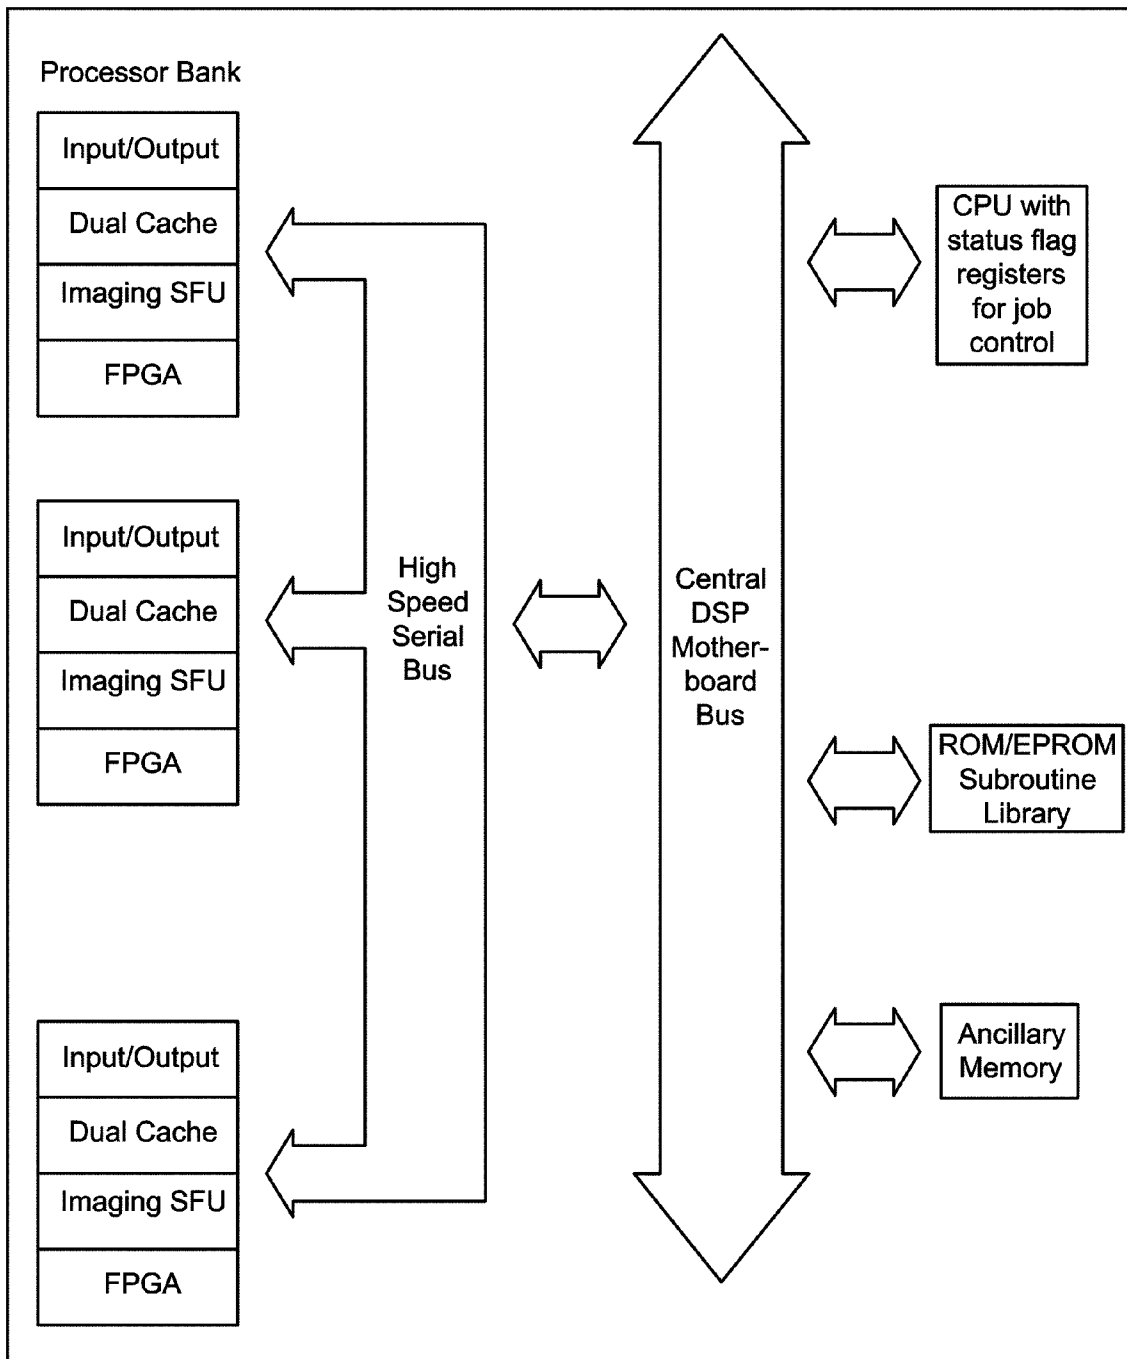 Processor Bank
Input/Output
Dual Cache
Imaging SFU
FPGA
Input/Output
Dual Cache
Imaging SFU
FPGA
Input/Output
Dual Cache
Imaging SFU
FPGA
High
Speed
Serial
Bus
Central
DSP
Mother-
board
Bus
CPU with
status flag
registers
for job
control
ROM/EPROM
Subroutine
Library
Ancillary
Memory